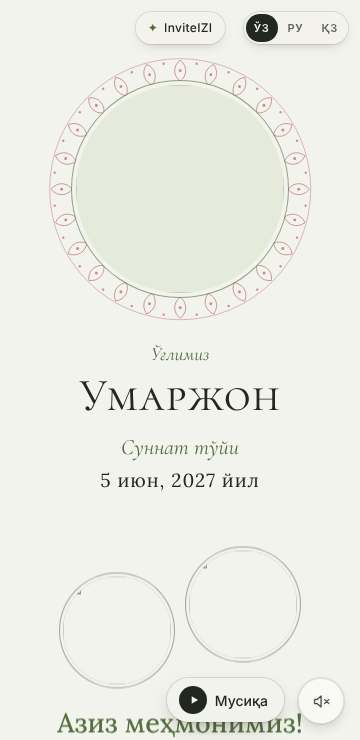 InviteIZI
ЎЗ РУ ҚЗ
Ўғлимиз
Умаржон
Суннат тўйи
5 июн, 2027 йил
Мусиқа
Азиз меҳмонимиз!